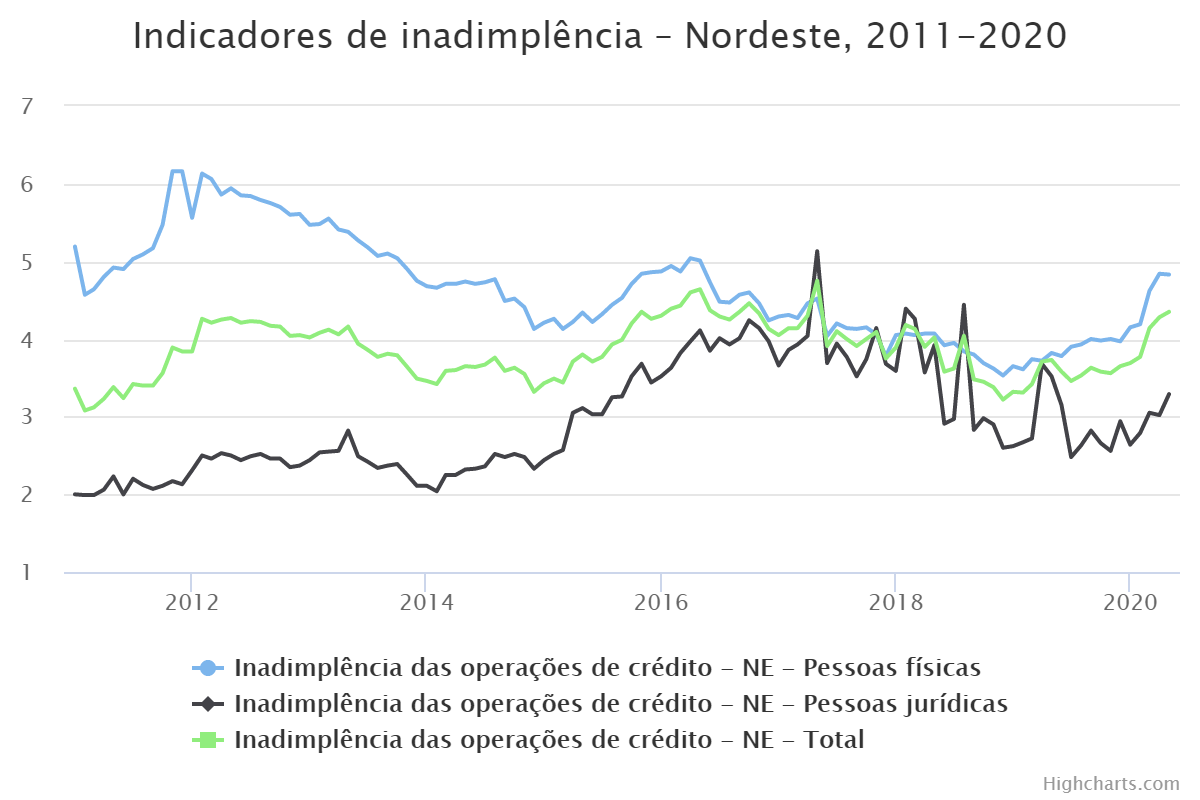 Indicadores de inadimplência – Nordeste, 2011–2020
7
6
5
4
3
2
1
2012 2014 2016 2018 2020
Inadimplência das operações de crédito – NE – Pessoas físicas
Inadimplência das operações de crédito – NE – Pessoas jurídicas
Inadimplência das operações de crédito – NE – Total
Highcharts.com